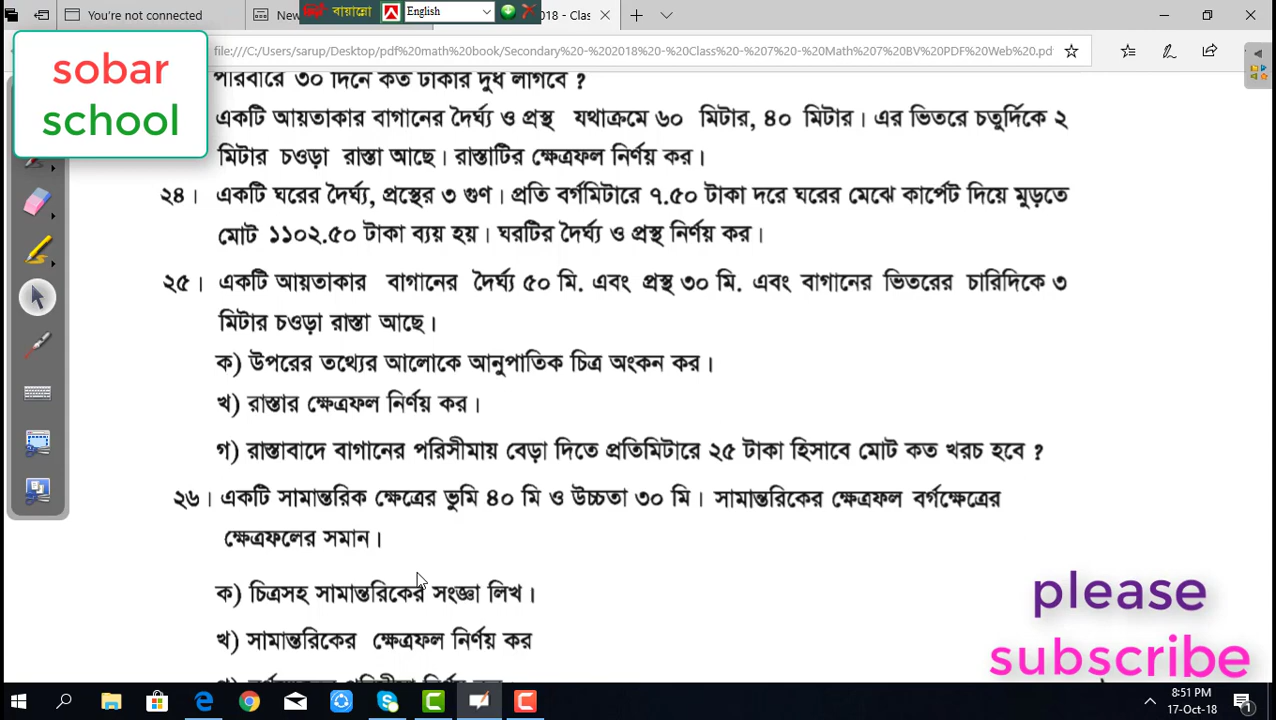 You're not connected
New
বায়ান্নো
English
2018 - Clas
file:///C:/Users/sarup/Desktop/pdf%20math%20book/Secondary%20-%202018%20-%20Class%20-%207%20-%20Math%207%20BV%20PDF%20Web%20.pd
sobar
school
পরিবারে ৩০ দিনে কত টাকার দুধ লাগবে ?
একটি আয়তাকার বাগানের দৈর্ঘ্য ও প্রস্থ যথাক্রমে ৬০ মিটার, ৪০ মিটার। এর ভিতরে চতুর্দিকে ২
মিটার চওড়া রাস্তা আছে। রাস্তাটির ক্ষেত্রফল নির্ণয় কর।
২৪। একটি ঘরের দৈর্ঘ্য, প্রস্থের ৩ গুণ। প্রতি বর্গমিটারে ৭.৫০ টাকা দরে ঘরের মেঝে কার্পেট দিয়ে মুড়তে
মোট ১১০২.৫০ টাকা ব্যয় হয়। ঘরটির দৈর্ঘ্য ও প্রস্থ নির্ণয় কর।
২৫। একটি আয়তাকার বাগানের দৈর্ঘ্য ৫০ মি. এবং প্রস্থ ৩০ মি. এবং বাগানের ভিতরের চারিদিকে ৩
মিটার চওড়া রাস্তা আছে।
ক) উপরের তথ্যের আলোকে আনুপাতিক চিত্র অংকন কর।
খ) রাস্তার ক্ষেত্রফল নির্ণয় কর।
গ) রাস্তাবাদে বাগানের পরিসীমায় বেড়া দিতে প্রতিমিটারে ২৫ টাকা হিসাবে মোট কত খরচ হবে ?
২৬। একটি সামান্তরিক ক্ষেত্রের ভুমি ৪০ মি ও উচ্চতা ৩০ মি। সামান্তরিকের ক্ষেত্রফল বর্গক্ষেত্রের
ক্ষেত্রফলের সমান।
ক) চিত্রসহ সামান্তরিকের সংজ্ঞা লিখ।
খ) সামান্তরিকের ক্ষেত্রফল নির্ণয় কর
please
subscribe
8:51 PM
17-Oct-18